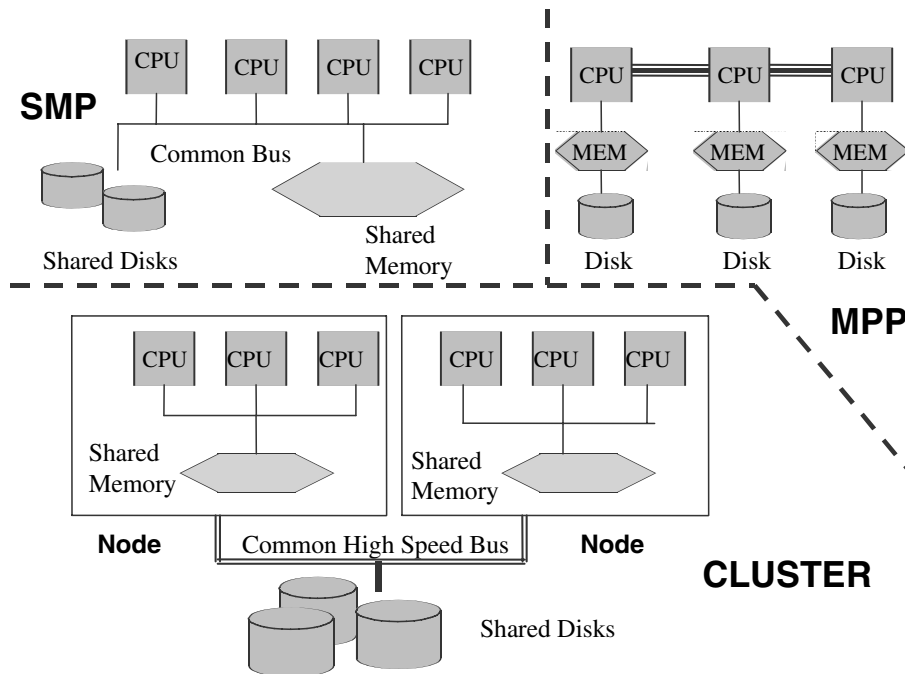 CPU CPU CPU CPU
SMP
Common Bus
Shared Disks
Shared
Memory
CPU CPU CPU
MEM MEM MEM
Disk Disk Disk
MPP
CPU CPU CPU
Shared
Memory
Node
CPU CPU CPU
Shared
Memory
Node
Common High Speed Bus
CLUSTER
Shared Disks